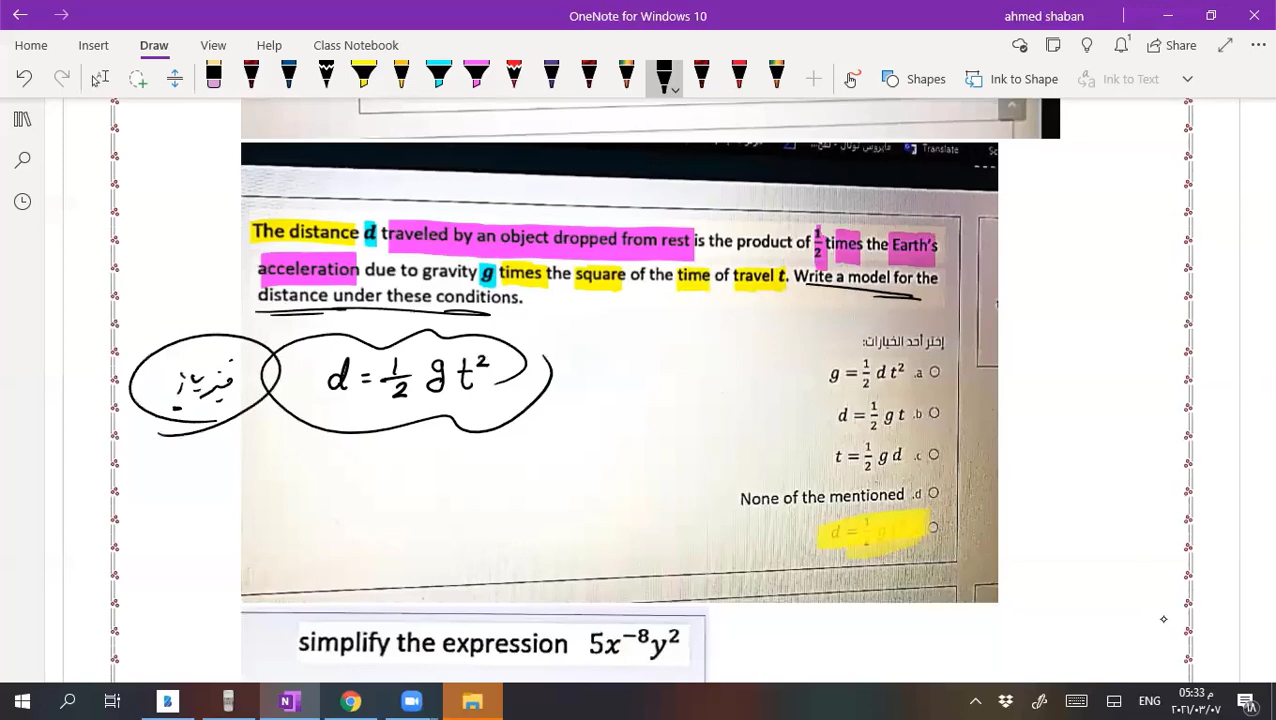 OneNote for Windows 10
ahmed shaban
Home Insert Draw View Help Class Notebook
Share
Shapes
Ink to Shape
Ink to Text
Translate
The distance d traveled by an object dropped from rest is the product of 1/2 times the Earth's
acceleration due to gravity g times the square of the time of travel t. Write a model for the
distance under these conditions.
إختر أحد الخيارات:
d = 1/2 g t²
فيزياء
g = 1/2 d t² .a
d = 1/2 g t .b
t = 1/2 g d .c
None of the mentioned .d
simplify the expression 5x⁻⁸y²
ENG
05:33 م
٢٠٢١/٠٣/٠٧